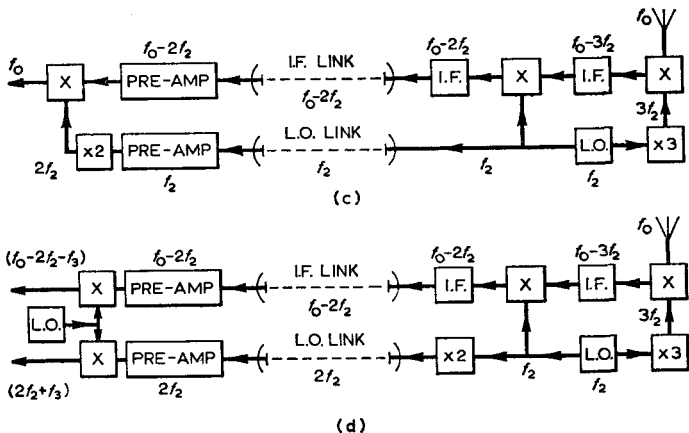 f₀-2f₂ I.F. LINK f₀-2f₂ f₀-3f₂ f₀
f₀ X PRE-AMP f₀-2f₂ I.F. X I.F. X
3f₂
L.O. LINK
2f₂ x2 PRE-AMP f₂ f₂ L.O. x3
f₂ f₂
(c)
(f₀-2f₂-f₃) f₀-2f₂ I.F. LINK f₀-2f₂ f₀-3f₂ f₀
X PRE-AMP f₀-2f₂ I.F. X I.F. X
L.O. 3f₂
L.O. LINK
X PRE-AMP 2f₂ x2 f₂ L.O. x3
(2f₂+f₃) 2f₂ f₂
(d)